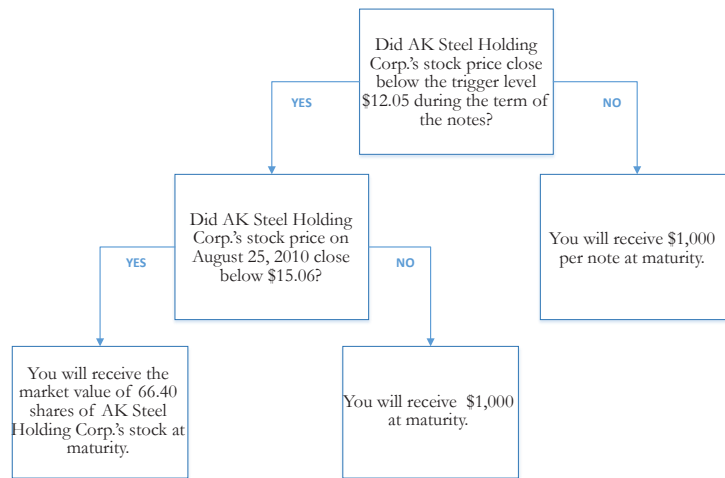 Did AK Steel Holding
Corp.'s stock price close
below the trigger level
$12.05 during the term of
the notes?
YES
NO
Did AK Steel Holding
Corp.'s stock price on
August 25, 2010 close
below $15.06?
You will receive $1,000
per note at maturity.
YES
NO
You will receive the
market value of 66.40
shares of AK Steel
Holding Corp.'s stock at
maturity.
You will receive $1,000
at maturity.